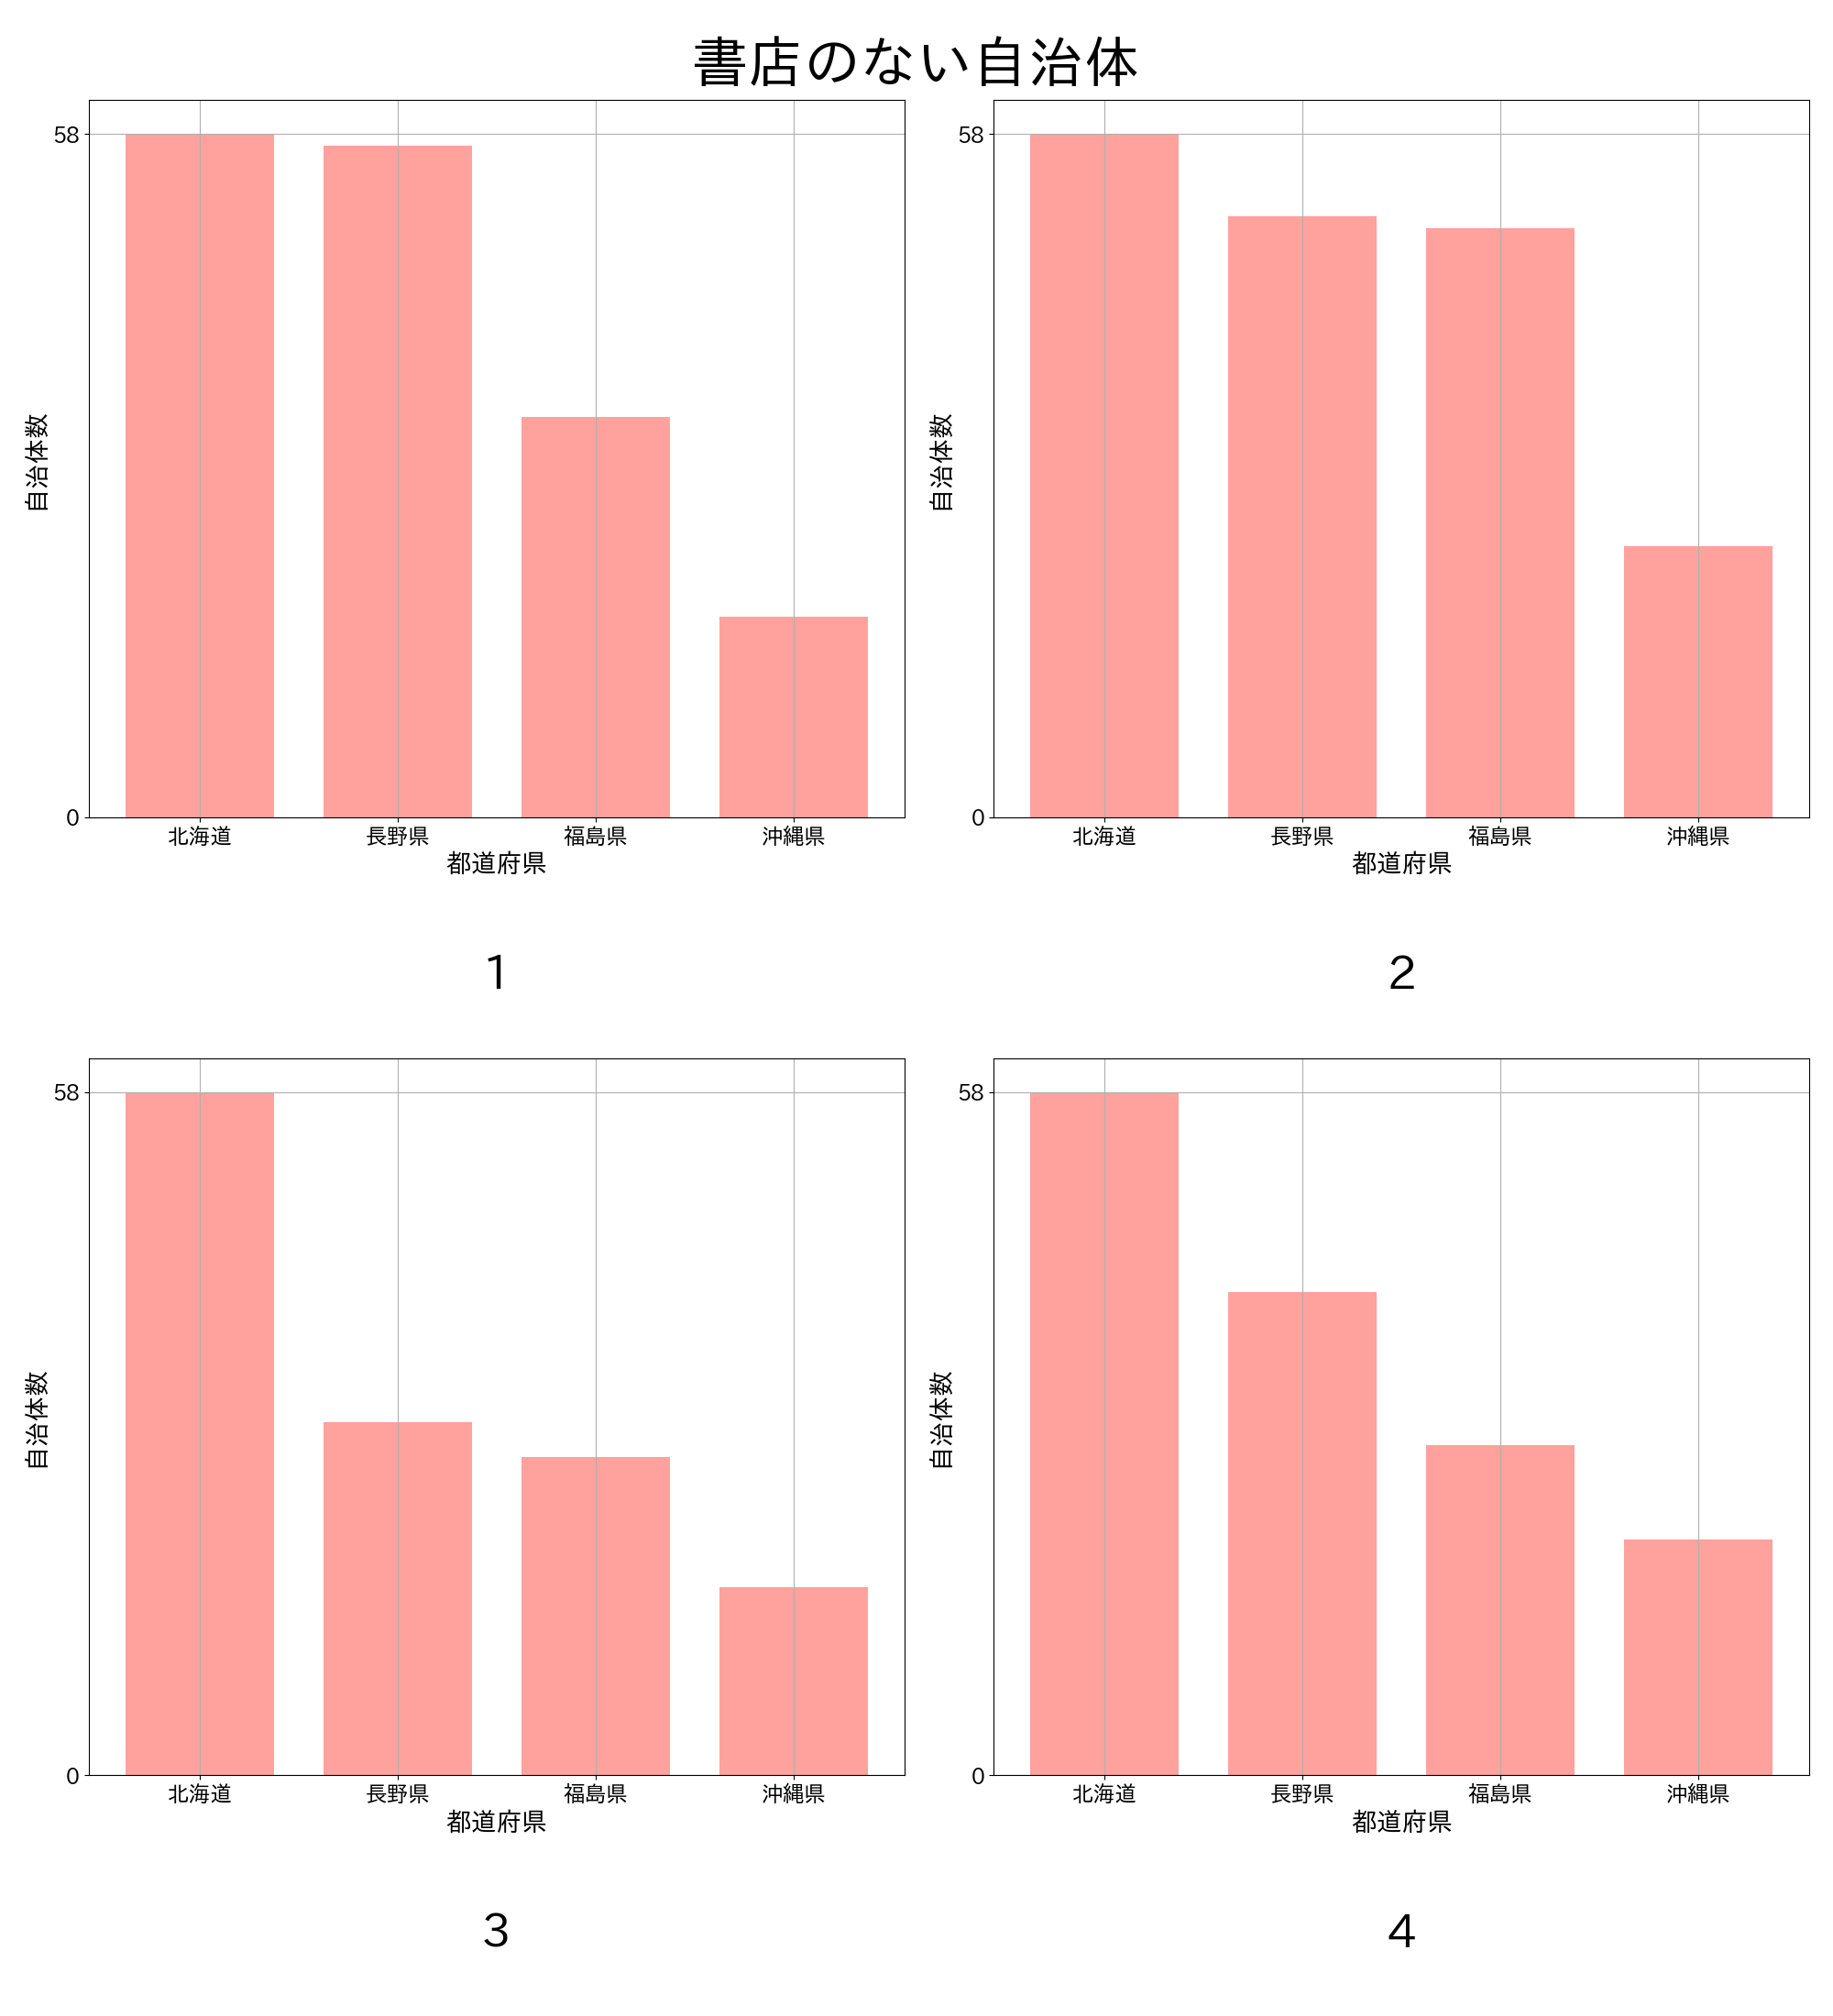 書店のない自治体
58
0
自治体数
北海道 長野県 福島県 沖縄県
都道府県
1
58
0
自治体数
北海道 長野県 福島県 沖縄県
都道府県
2
58
0
自治体数
北海道 長野県 福島県 沖縄県
都道府県
3
58
0
自治体数
北海道 長野県 福島県 沖縄県
都道府県
4